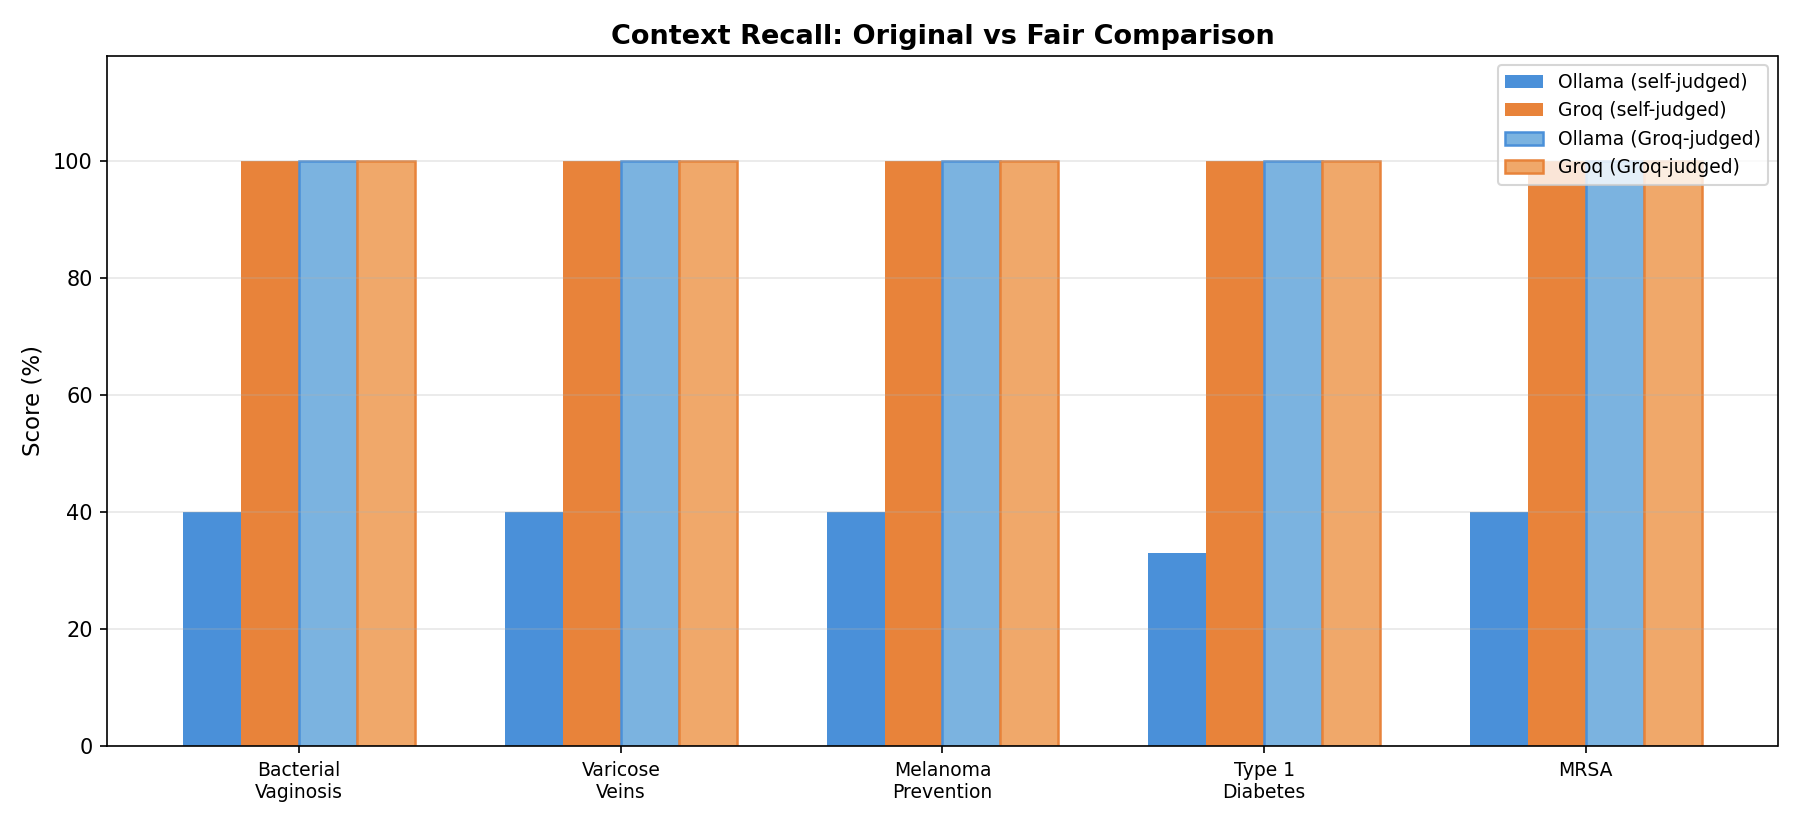 Context Recall: Original vs Fair Comparison
Ollama (self-judged)
Groq (self-judged)
Ollama (Groq-judged)
Groq (Groq-judged)
Score (%)
100
80
60
40
20
0
Bacterial
Vaginosis
Varicose
Veins
Melanoma
Prevention
Type 1
Diabetes
MRSA